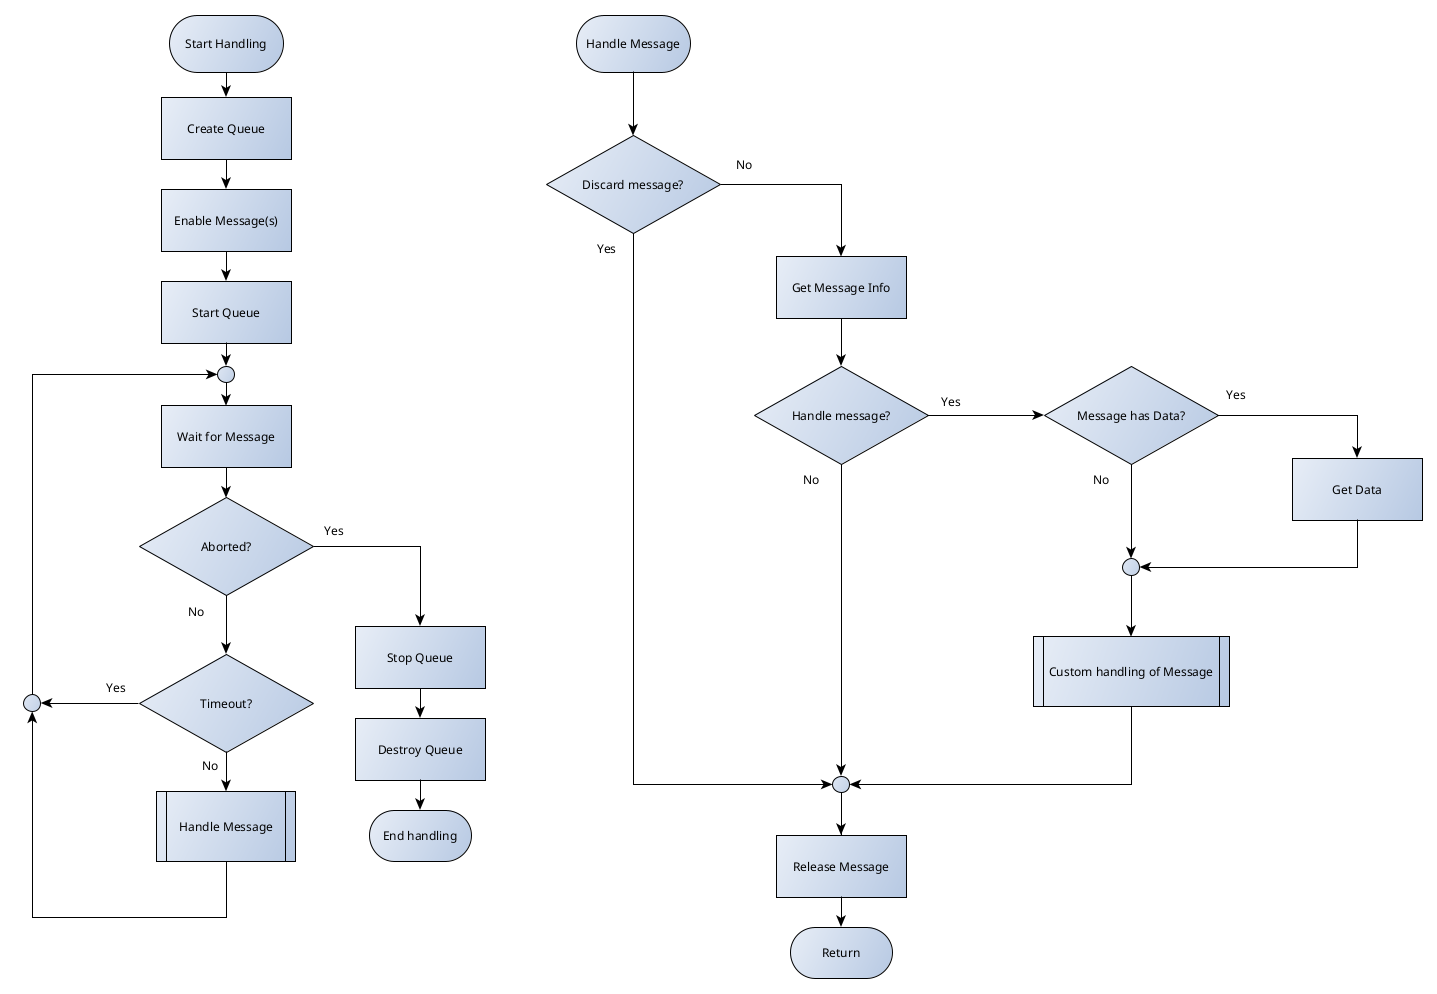 Start Handling
Create Queue
Enable Message(s)
Start Queue
Wait for Message
Aborted?
Yes
No
Timeout?
Yes
No
Handle Message
Stop Queue
Destroy Queue
End handling
Handle Message
Discard message?
No
Yes
Get Message Info
Handle message?
Yes
No
Message has Data?
Yes
No
Get Data
Custom handling of Message
Release Message
Return